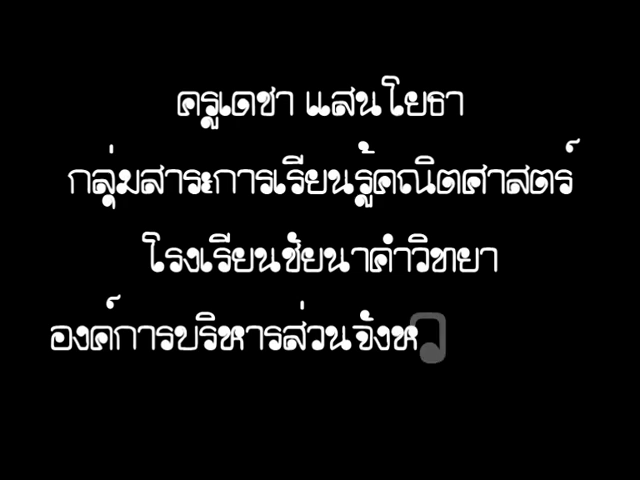 ครูเดชา แสนโยธา
กลุ่มสาระการเรียนรู้คณิตศาสตร์
โรงเรียนชัยนาคำวิทยา
องค์การบริหารส่วนจังหว